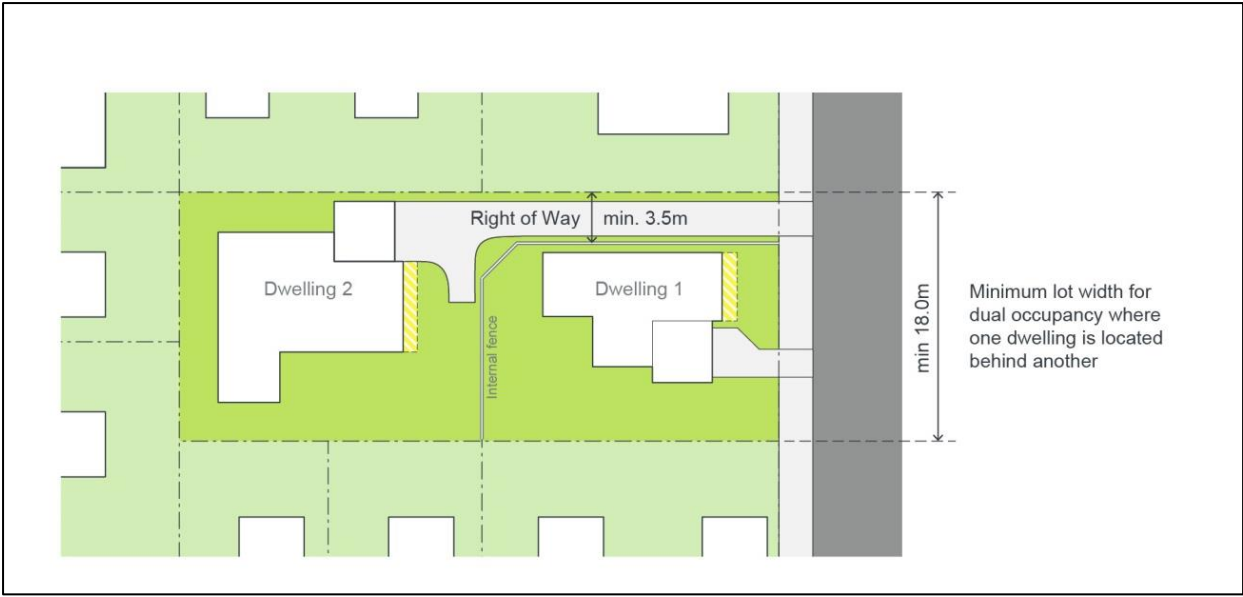 Right of Way min. 3.5m
Dwelling 2
Dwelling 1
Internal fence
min 18.0m
Minimum lot width for
dual occupancy where
one dwelling is located
behind another